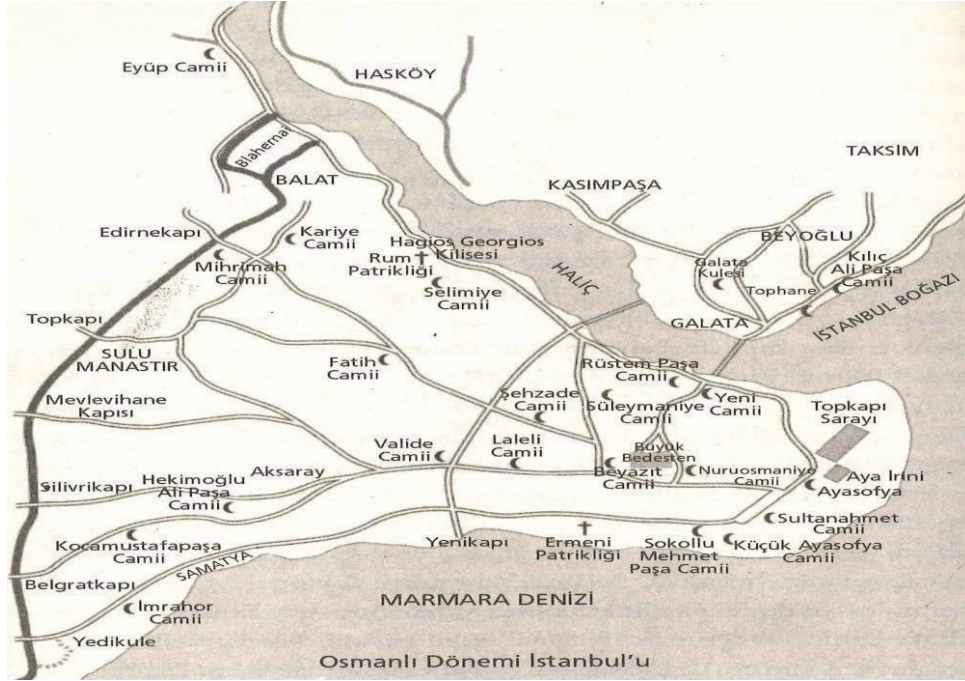 Eyüp Camii
HASKÖY
Blahernai
BALAT
TAKSİM
KASIMPAŞA
Edirnekapı
Kariye
Camii
Mihrimah
Camii
Hagios Georgios
Kilisesi
Rum
Patrikliği
Selimiye
Camii
HALİÇ
BEYOĞLU
Galata
Kulesi
Tophane
Kılıç
Ali Paşa
Camii
GALATA
İSTANBUL BOĞAZI
Topkapı
SULU
MANASTIR
Fatih
Camii
Rüstem Paşa
Camii
Mevlevihane
Kapısı
Şehzade
Camii
Süleymaniye
Camii
Yeni
Camii
Topkapı
Sarayı
Valide
Camii
Laleli
Camii
Büyük
Bedesten
Beyazıt
Camii
Nuruosmaniye
Camii
Aya İrini
Ayasofya
Silivrikapı
Hekimoğlu
Ali Paşa
Camii
Aksaray
Sultanahmet
Camii
Kocamustafapaşa
Camii
Yenikapı
Ermeni
Patrikliği
Sokollu
Mehmet
Paşa Camii
Küçük Ayasofya
Camii
Belgratkapı
SAMATYA
İmrahor
Camii
MARMARA DENİZİ
Yedikule
Osmanlı Dönemi İstanbul'u